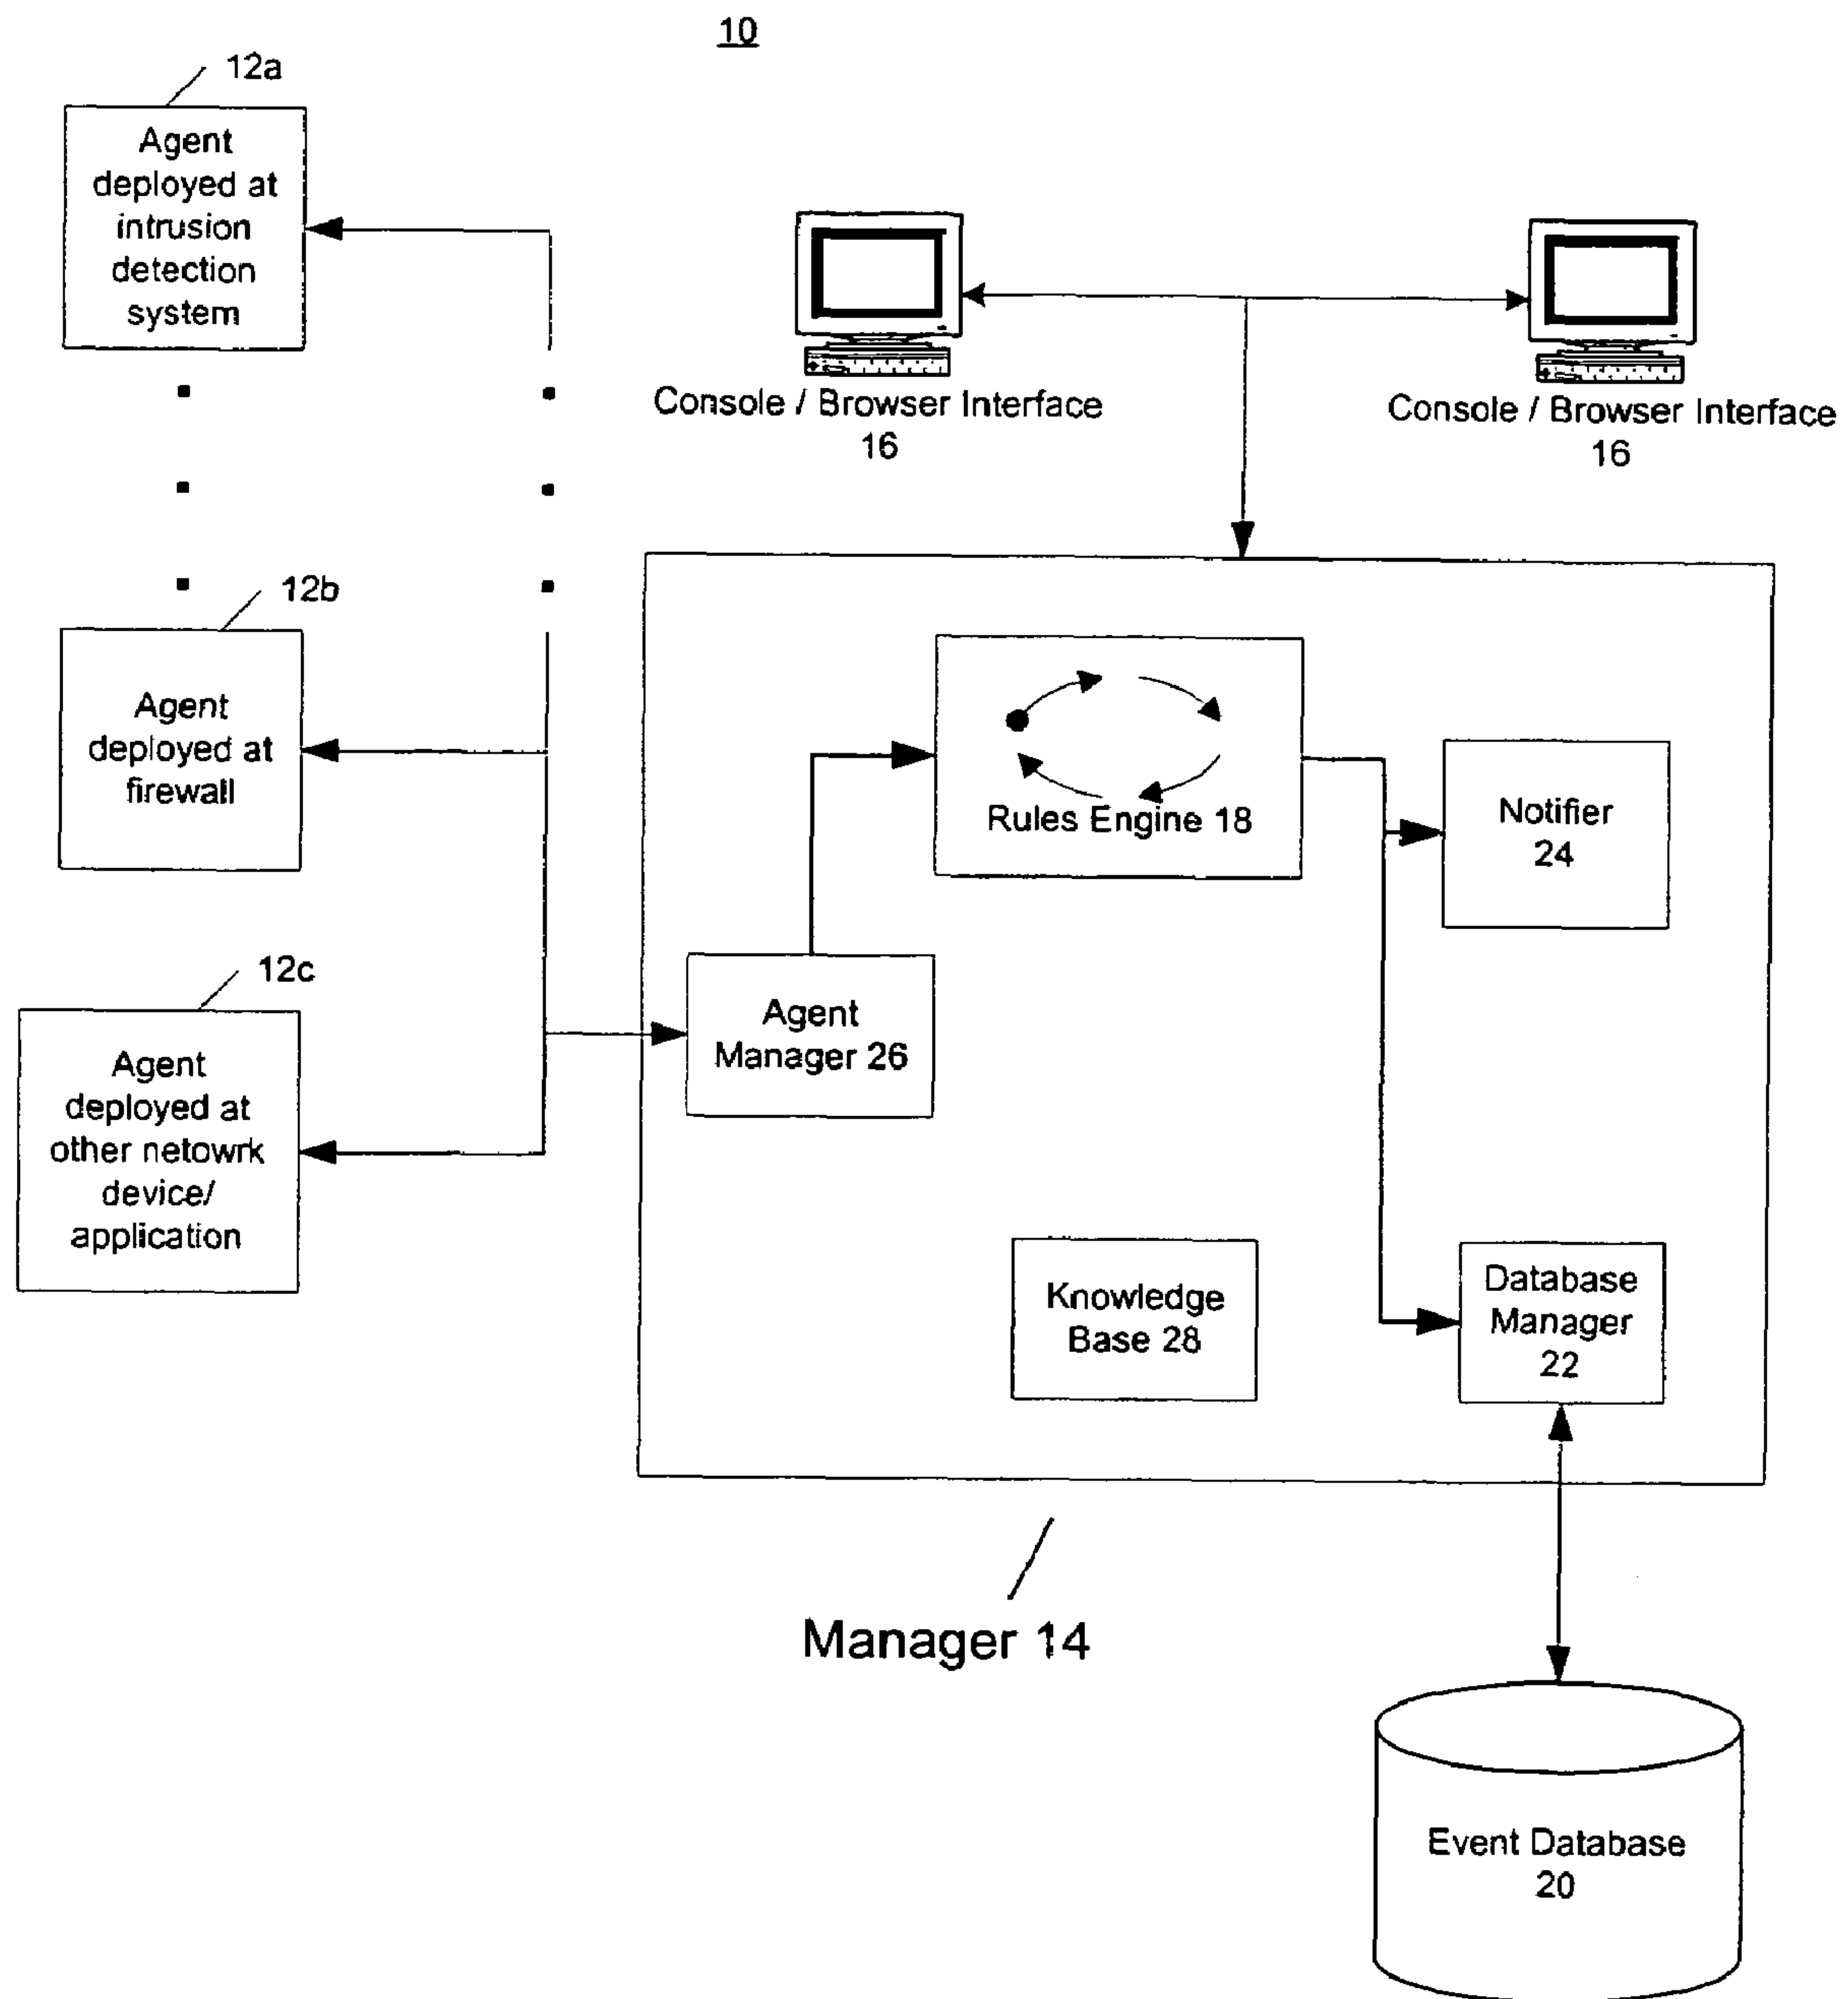 10
12a
Agent
deployed at
intrusion
detection
system
Console / Browser Interface
16
Console / Browser Interface
16
12b
Agent
deployed at
firewall
Rules Engine 18
Notifier
24
12c
Agent
deployed at
other netowrk
device/
application
Agent
Manager 26
Knowledge
Base 28
Database
Manager
22
Manager 14
Event Database
20